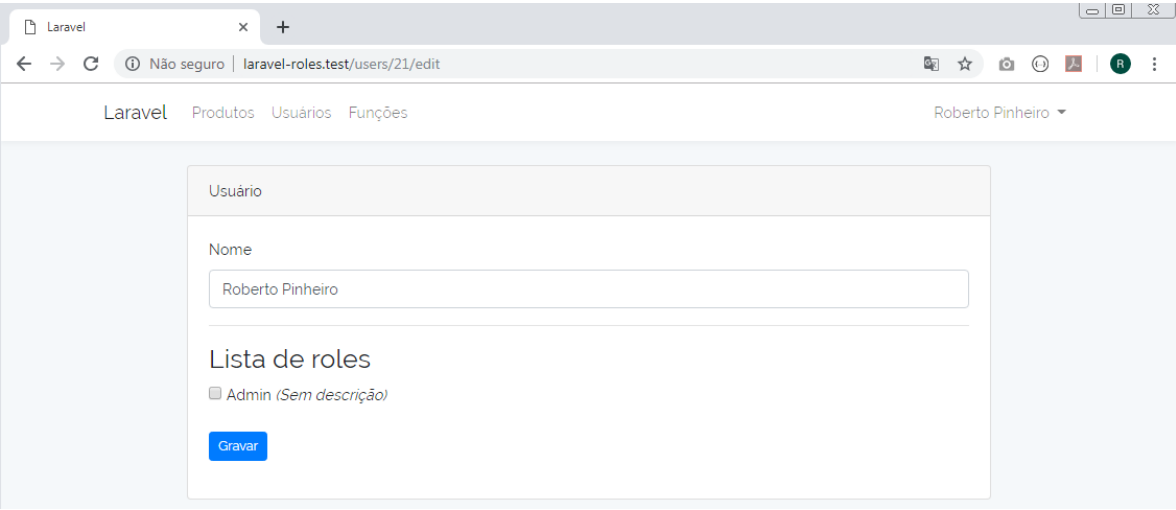 Laravel
Não seguro | laravel-roles.test/users/21/edit
R
Laravel Produtos Usuários Funções Roberto Pinheiro
Usuário
Nome
Roberto Pinheiro
Lista de roles
Admin (Sem descrição)
Gravar